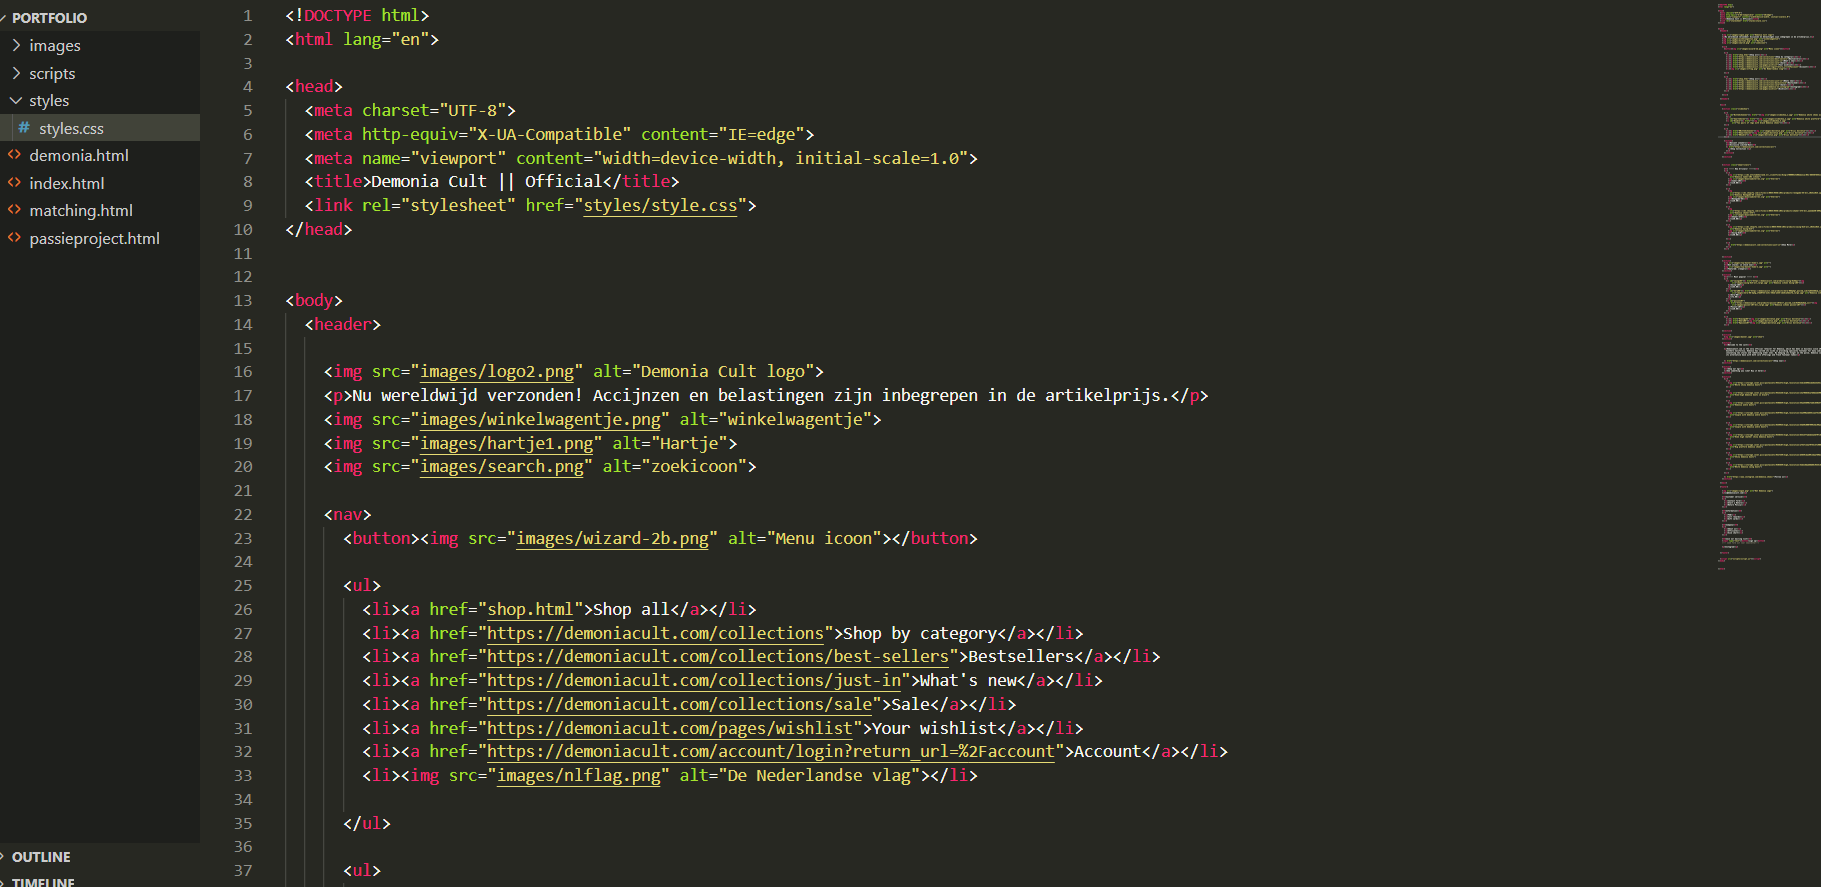 PORTFOLIO
images
scripts
styles
# styles.css
<> demonia.html
<> index.html
<> matching.html
<> passieproject.html
OUTLINE
TIMELINE
1 <!DOCTYPE html>
2 <html lang="en">
3
4 <head>
5 <meta charset="UTF-8">
6 <meta http-equiv="X-UA-Compatible" content="IE=edge">
7 <meta name="viewport" content="width=device-width, initial-scale=1.0">
8 <title>Demonia Cult || Official</title>
9 <link rel="stylesheet" href="styles/style.css">
10 </head>
11
12
13 <body>
14 <header>
15
16 <img src="images/logo2.png" alt="Demonia Cult logo">
17 <p>Nu wereldwijd verzonden! Accijnzen en belastingen zijn inbegrepen in de artikelprijs.</p>
18 <img src="images/winkelwagentje.png" alt="winkelwagentje">
19 <img src="images/hartje1.png" alt="Hartje">
20 <img src="images/search.png" alt="zoekicoon">
21
22 <nav>
23 <button><img src="images/wizard-2b.png" alt="Menu icoon"></button>
24
25 <ul>
26 <li><a href="shop.html">Shop all</a></li>
27 <li><a href="https://demoniacult.com/collections">Shop by category</a></li>
28 <li><a href="https://demoniacult.com/collections/best-sellers">Bestsellers</a></li>
29 <li><a href="https://demoniacult.com/collections/just-in">What's new</a></li>
30 <li><a href="https://demoniacult.com/collections/sale">Sale</a></li>
31 <li><a href="https://demoniacult.com/pages/wishlist">Your wishlist</a></li>
32 <li><a href="https://demoniacult.com/account/login?return_url=%2Faccount">Account</a></li>
33 <li><img src="images/nlflag.png" alt="De Nederlandse vlag"></li>
34
35 </ul>
36
37 <ul>